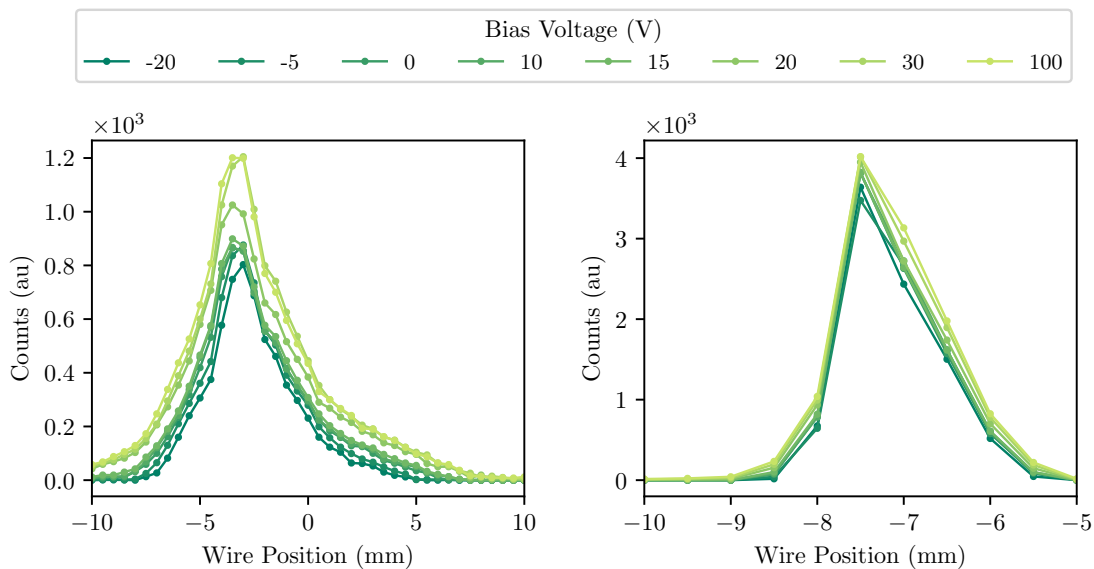 Bias Voltage (V)
-20 -5 0 10 15 20 30 100
×10³
1.2
1.0
0.8
0.6
0.4
0.2
0.0
Counts (au)
−10 −5 0 5 10
Wire Position (mm)
×10³
4
3
2
1
0
Counts (au)
−10 −9 −8 −7 −6 −5
Wire Position (mm)